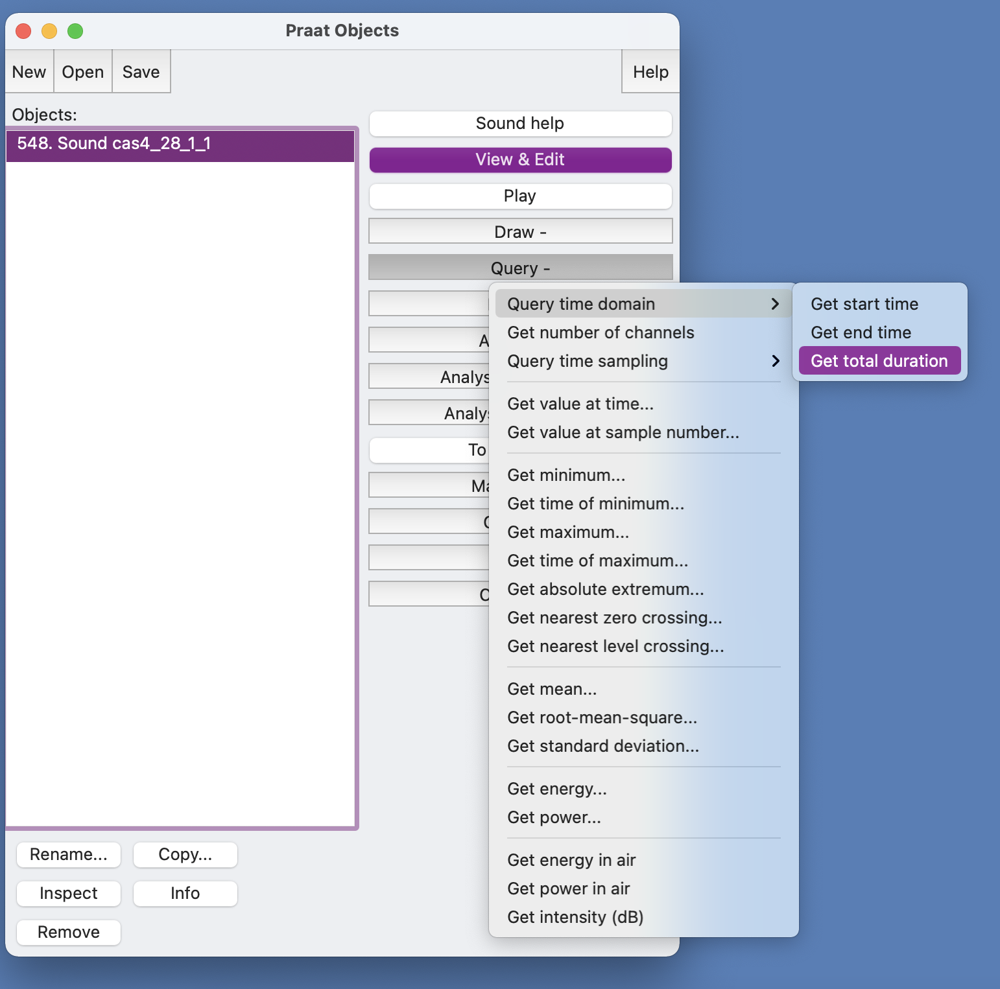 Praat Objects
New Open Save Help
Objects:
548. Sound cas4_28_1_1
Sound help
View & Edit
Play
Draw -
Query -
Query time domain
Get number of channels
Query time sampling
Get value at time...
Get value at sample number...
Get minimum...
Get time of minimum...
Get maximum...
Get time of maximum...
Get absolute extremum...
Get nearest zero crossing...
Get nearest level crossing...
Get mean...
Get root-mean-square...
Get standard deviation...
Get energy...
Get power...
Get energy in air
Get power in air
Get intensity (dB)
Get start time
Get end time
Get total duration
To
Rename... Copy...
Inspect Info
Remove